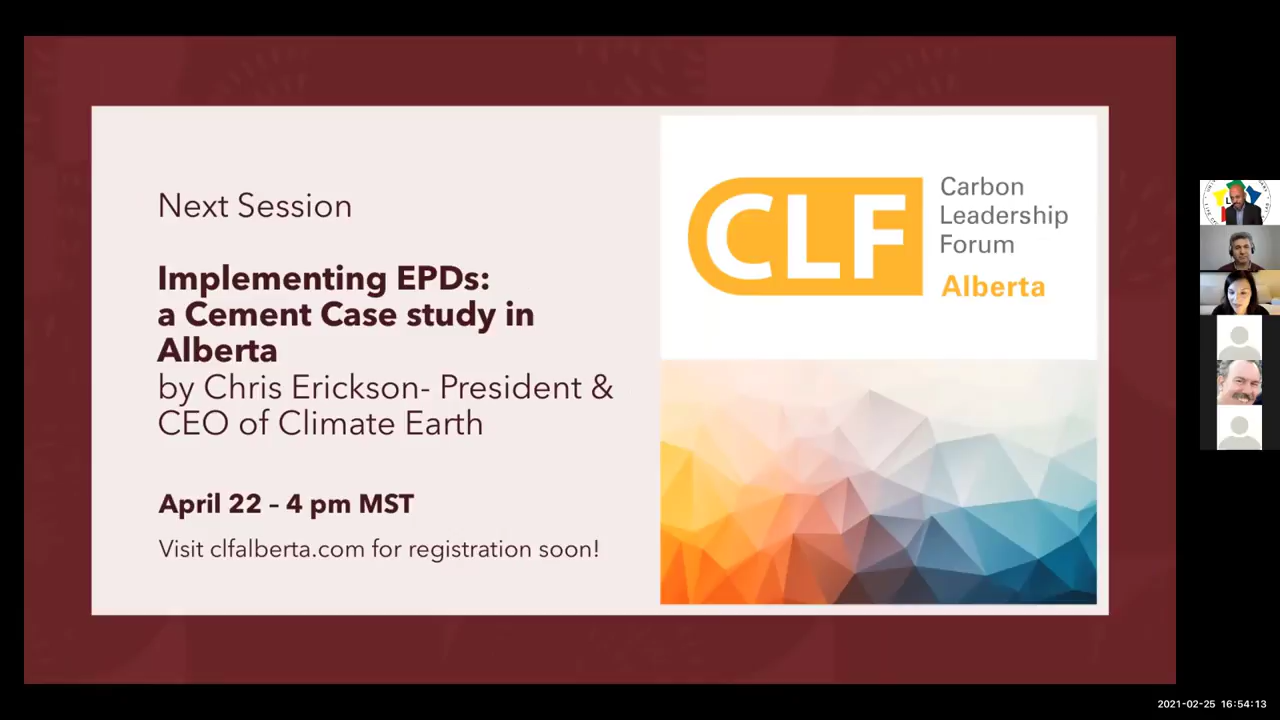 Next Session
Implementing EPDs:
a Cement Case study in
Alberta
by Chris Erickson- President &
CEO of Climate Earth
April 22 – 4 pm MST
Visit clfalberta.com for registration soon!
CLF
Carbon
Leadership
Forum
Alberta
2021-02-25 16:54:13